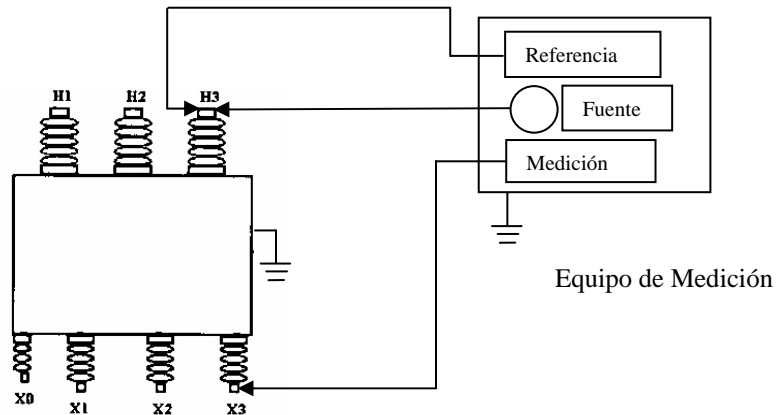 Referencia
H1 H2 H3
Fuente
Medición
Equipo de Medición
X0 X1 X2 X3